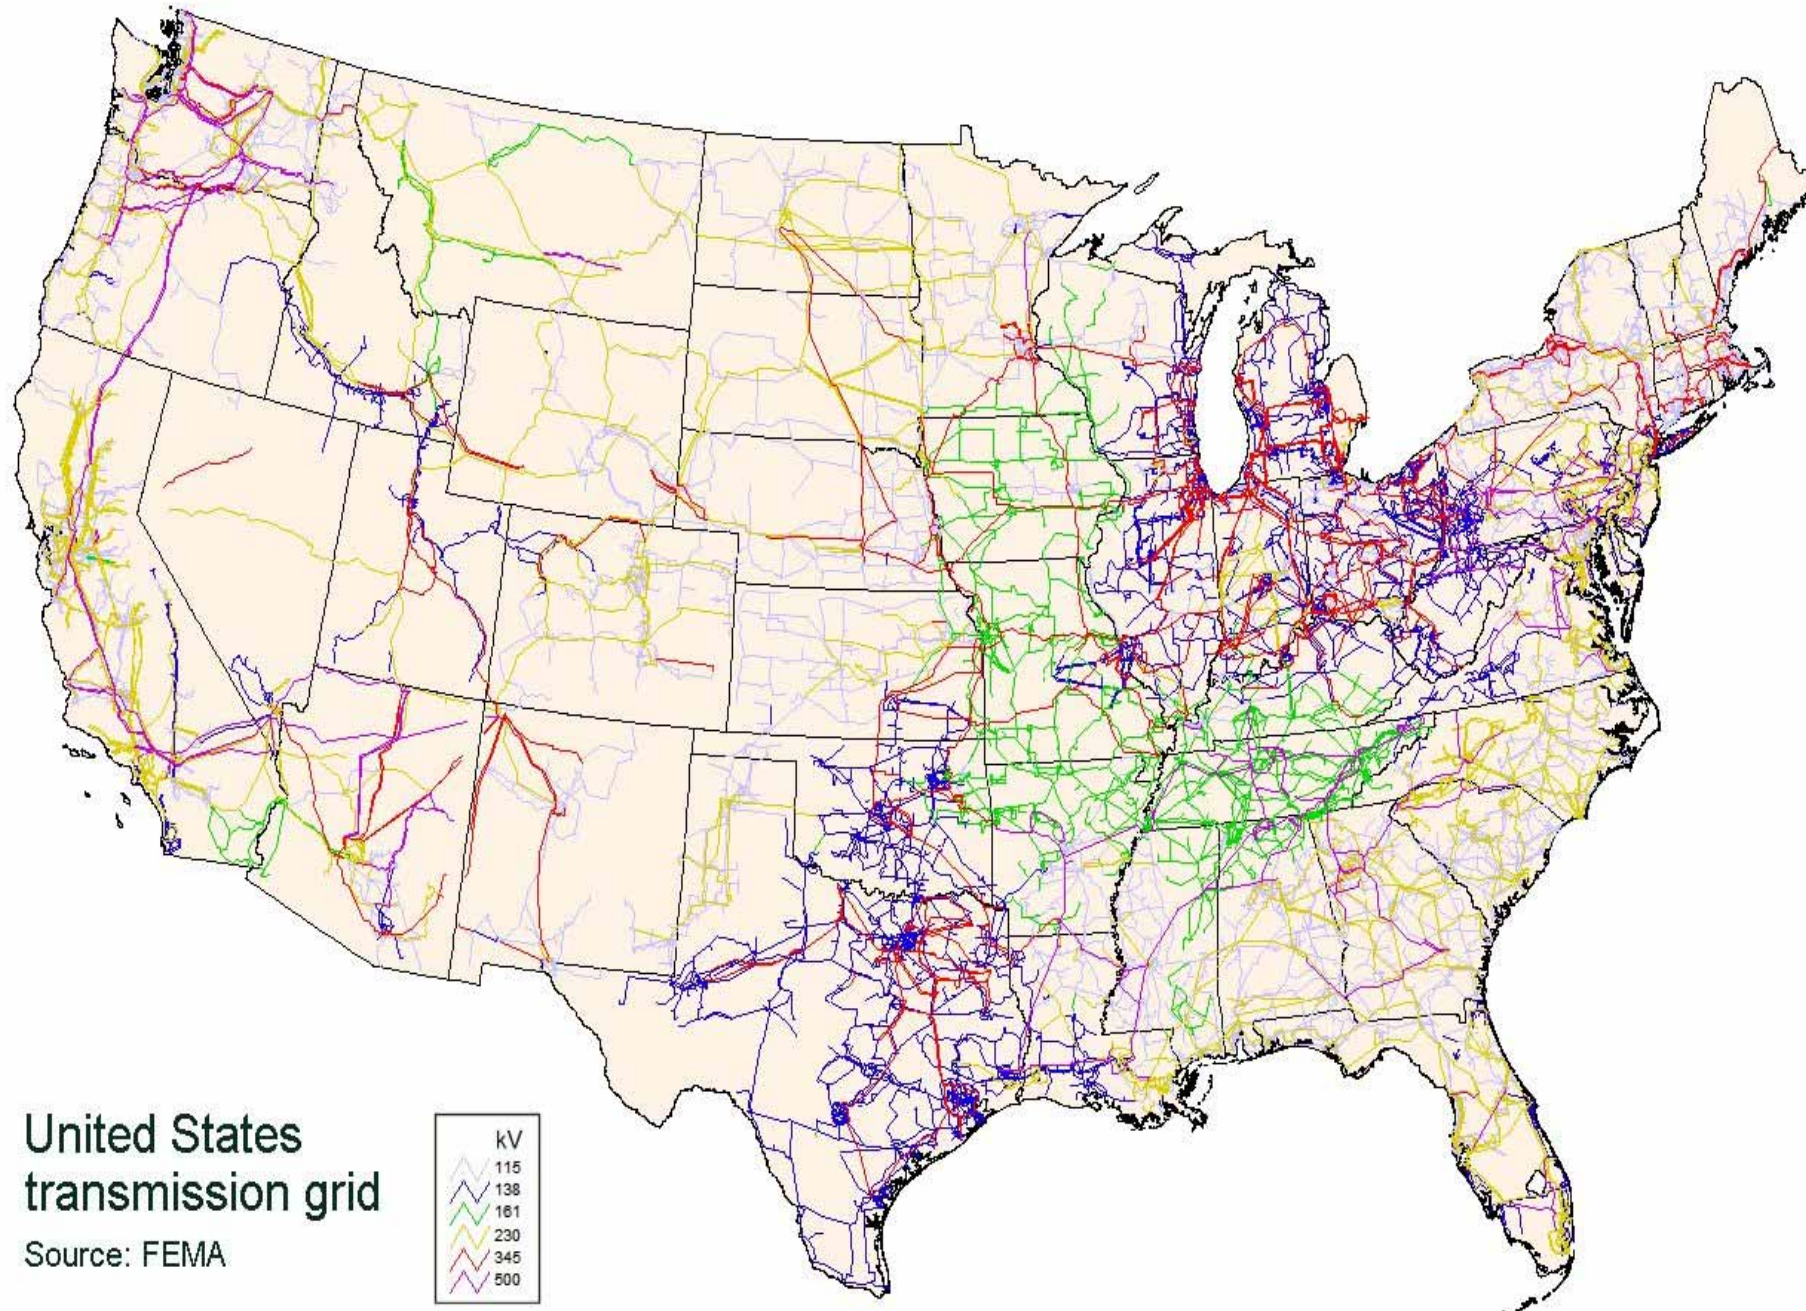 United States
transmission grid
Source: FEMA
kV
115
138
161
230
345
500